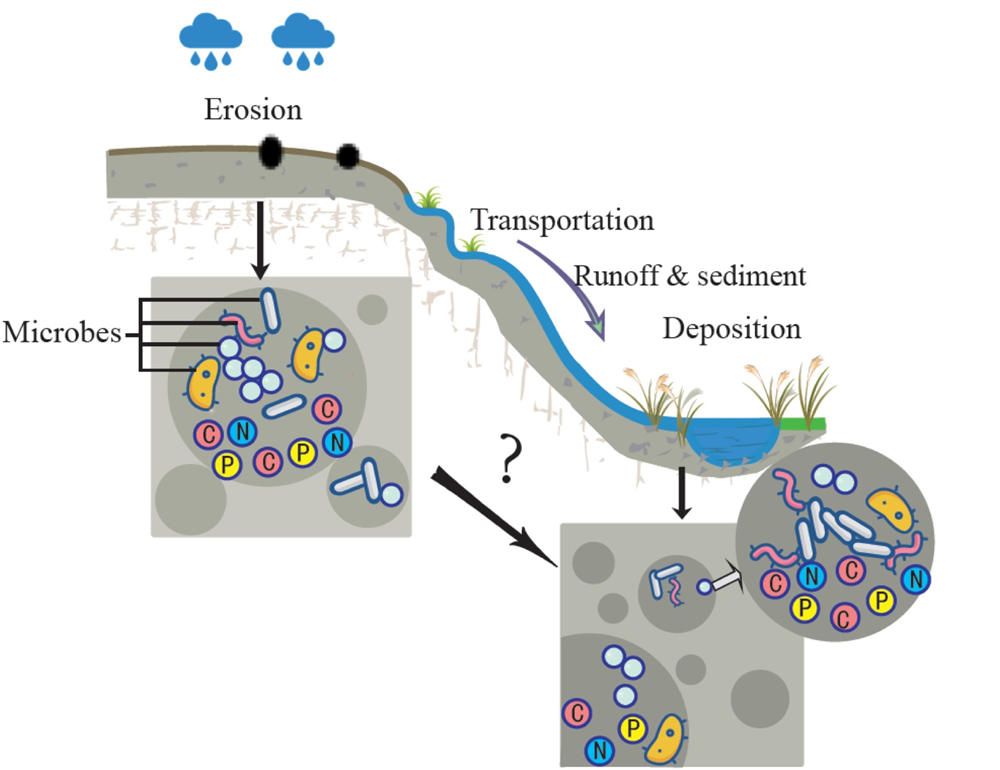 Erosion
Transportation
Runoff & sediment
Deposition
Microbes
C
N
C
N
P
C
P
?
C
N
C
N
P
C
P
C
P
N